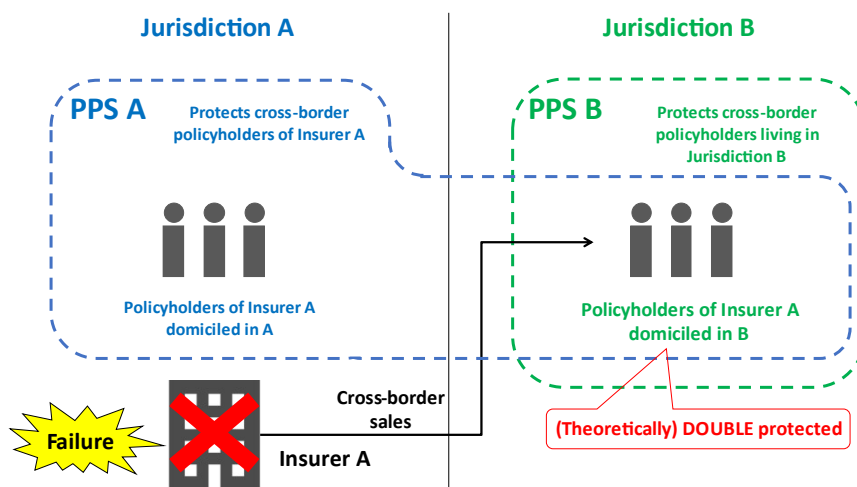 Jurisdiction A
Jurisdiction B
PPS A
Protects cross-border
policyholders of Insurer A
PPS B
Protects cross-border
policyholders living in
Jurisdiction B
Policyholders of Insurer A
domiciled in A
Policyholders of Insurer A
domiciled in B
Cross-border
sales
(Theoretically) DOUBLE protected
Failure
Insurer A